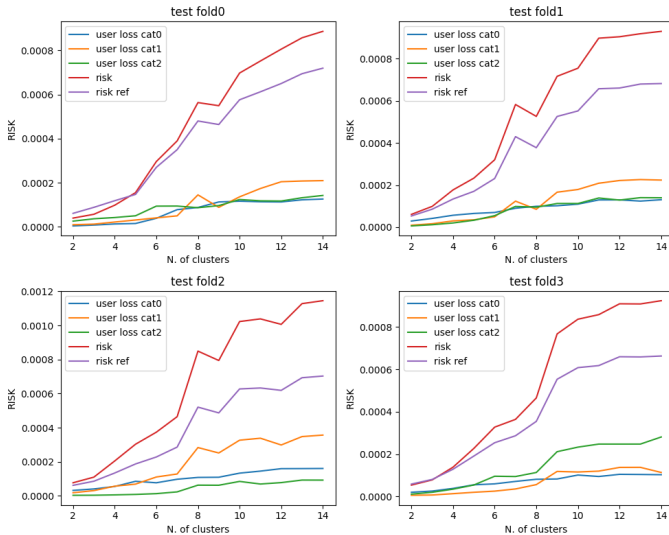 test fold0
user loss cat0
user loss cat1
user loss cat2
risk
risk ref
RISK
0.0008
0.0006
0.0004
0.0002
0.0000
2 4 6 8 10 12 14
N. of clusters
test fold1
user loss cat0
user loss cat1
user loss cat2
risk
risk ref
RISK
0.0008
0.0006
0.0004
0.0002
0.0000
2 4 6 8 10 12 14
N. of clusters
test fold2
user loss cat0
user loss cat1
user loss cat2
risk
risk ref
RISK
0.0012
0.0010
0.0008
0.0006
0.0004
0.0002
0.0000
2 4 6 8 10 12 14
N. of clusters
test fold3
user loss cat0
user loss cat1
user loss cat2
risk
risk ref
RISK
0.0008
0.0006
0.0004
0.0002
0.0000
2 4 6 8 10 12 14
N. of clusters